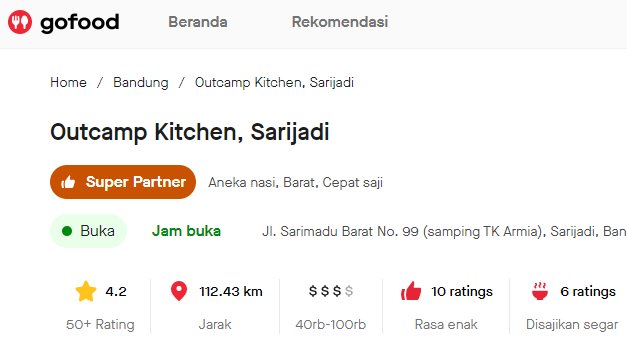 gofood Beranda Rekomendasi
Home / Bandung / Outcamp Kitchen, Sarijadi
Outcamp Kitchen, Sarijadi
Super Partner Aneka nasi, Barat, Cepat saji
Buka Jam buka Jl. Sarimadu Barat No. 99 (samping TK Armia), Sarijadi, Ban
4.2 112.43 km $$$$ 10 ratings 6 ratings
50+ Rating Jarak 40rb-100rb Rasa enak Disajikan segar